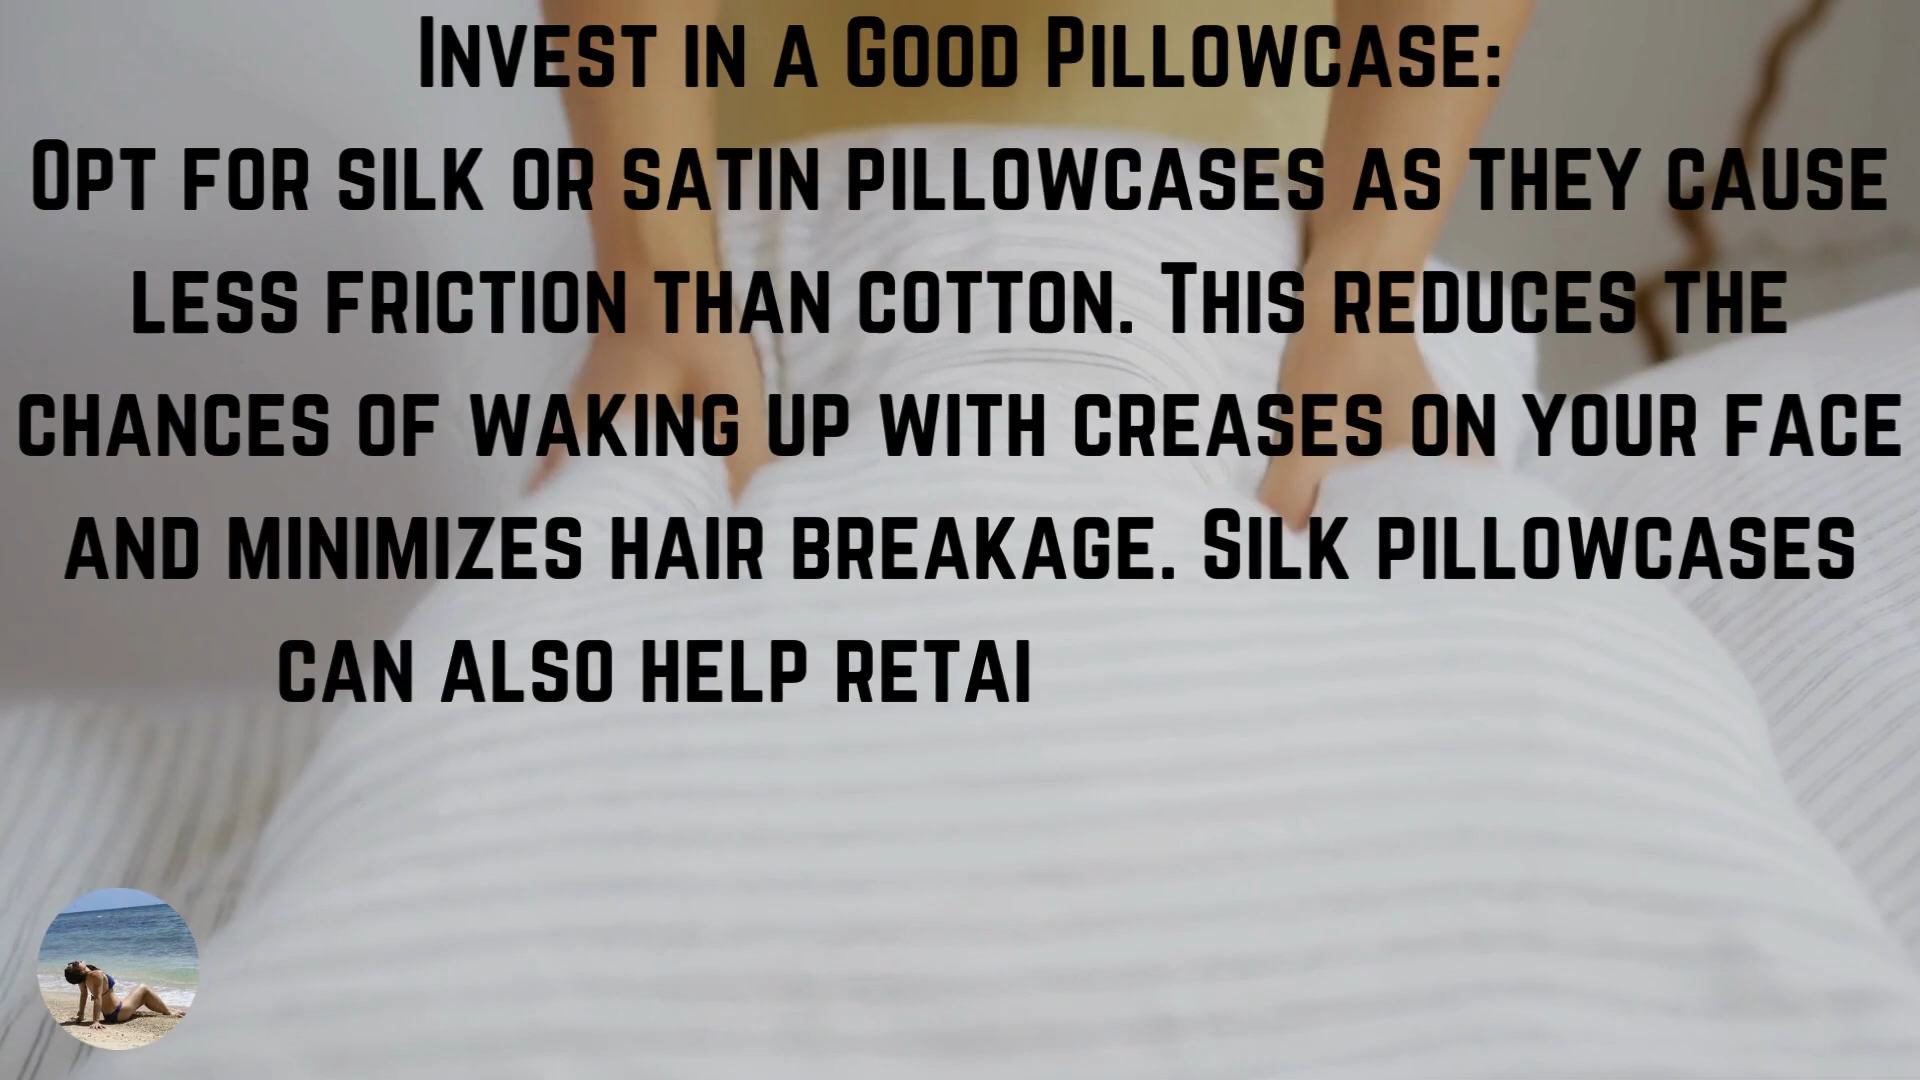 Invest in a Good Pillowcase:
Opt for silk or satin pillowcases as they cause
less friction than cotton. This reduces the
chances of waking up with creases on your face
and minimizes hair breakage. Silk pillowcases
can also help retai